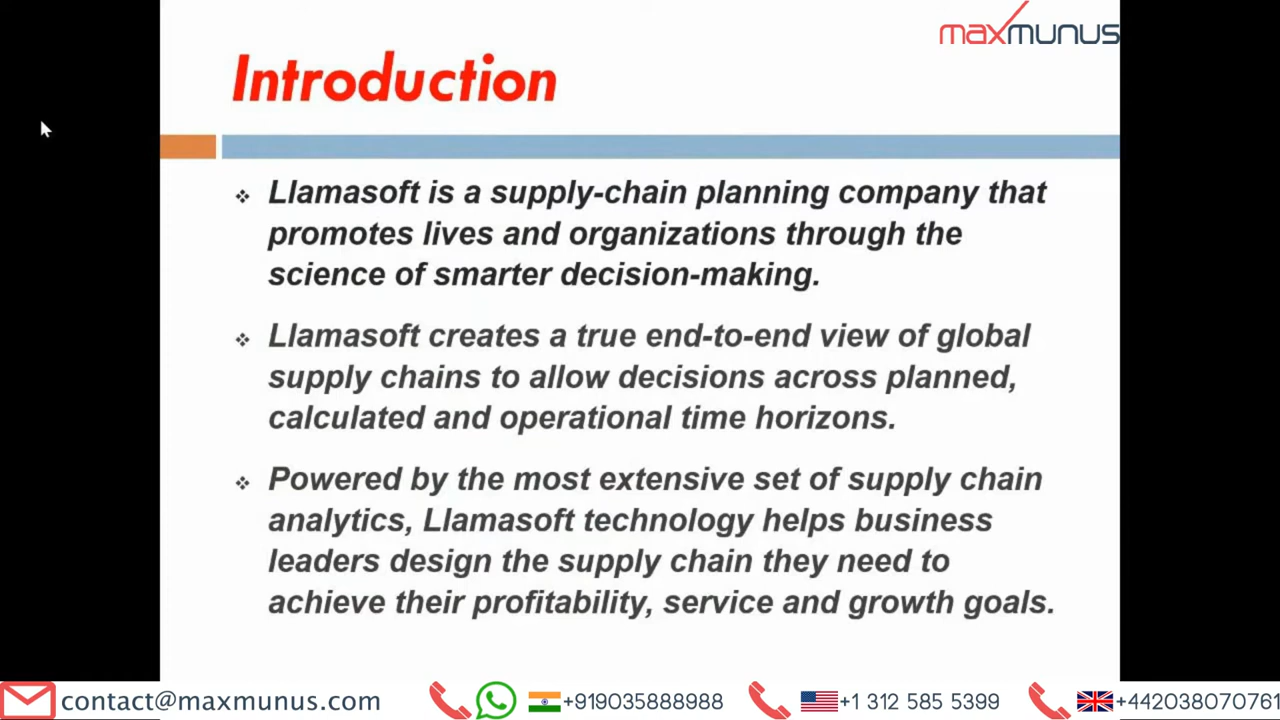 maxmunus
Introduction
❖ Llamasoft is a supply-chain planning company that
promotes lives and organizations through the
science of smarter decision-making.
❖ Llamasoft creates a true end-to-end view of global
supply chains to allow decisions across planned,
calculated and operational time horizons.
❖ Powered by the most extensive set of supply chain
analytics, Llamasoft technology helps business
leaders design the supply chain they need to
achieve their profitability, service and growth goals.
contact@maxmunus.com +919035888988 +1 312 585 5399 +442038070761